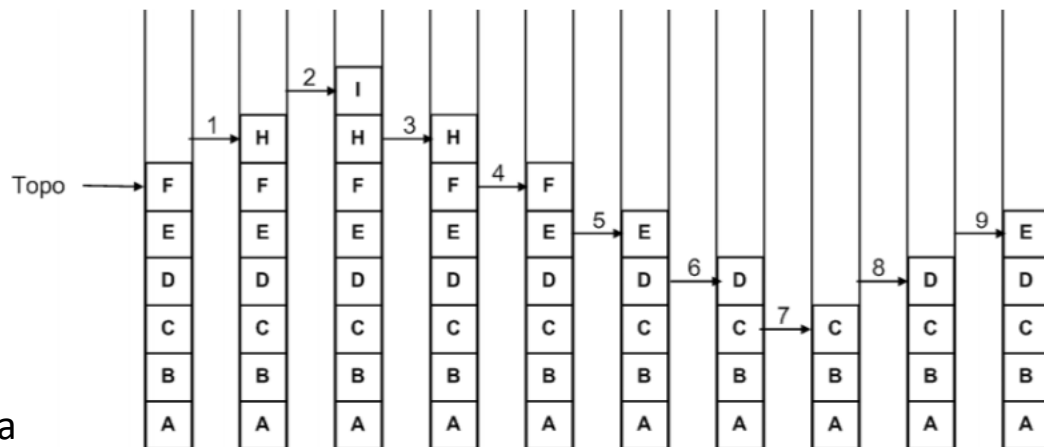 2 I
1 H H 3 H
Topo F F F F 4 F
E E E E E 5 E 9 E
D D D D D D 6 D 8 D D
C C C C C C C 7 C C C
B B B B B B B B B B
a A A A A A A A A A A